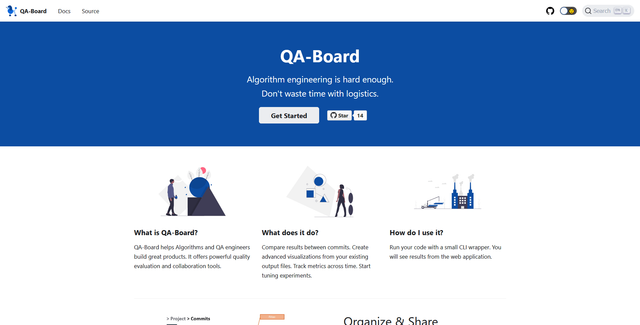 QA-Board Docs Source Search
QA-Board
Algorithm engineering is hard enough.
Don't waste time with logistics.
Get Started Star 14
What is QA-Board?
QA-Board helps Algorithms and QA engineers
build great products. It offers powerful quality
evaluation and collaboration tools.
What does it do?
Compare results between commits. Create
advanced visualizations from your existing
output files. Track metrics across time. Start
tuning experiments.
How do I use it?
Run your code with a small CLI wrapper. You
will see results from the web application.
> Project > Commits
Organize & Share